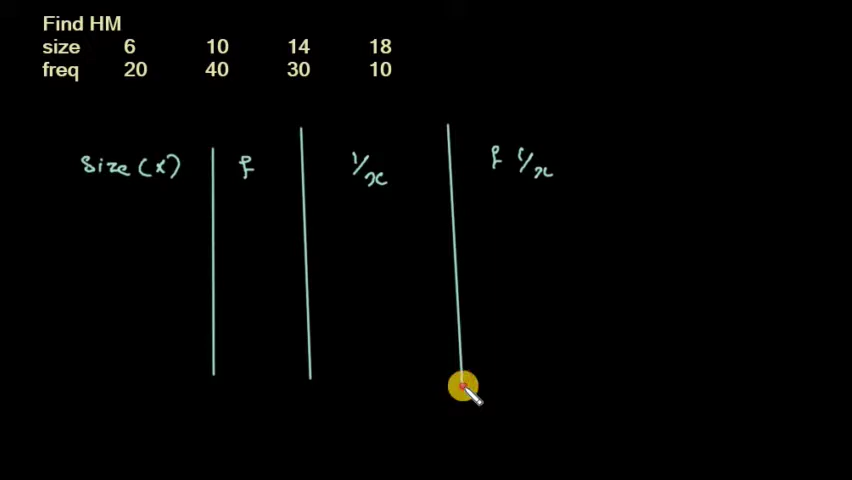 Find HM
size 6 10 14 18
freq 20 40 30 10
Size (x) f 1/x f 1/x